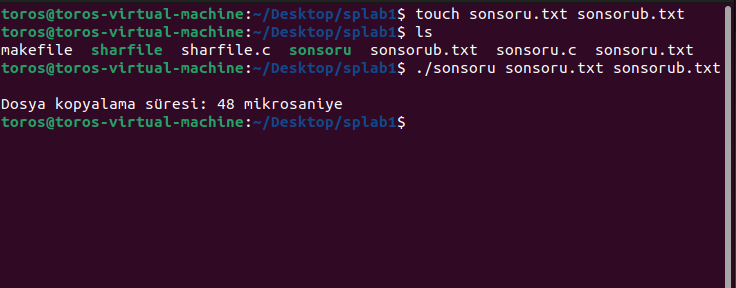 toros@toros-virtual-machine:~/Desktop/splab1$ touch sonsoru.txt sonsorub.txt
toros@toros-virtual-machine:~/Desktop/splab1$ ls
makefile  sharfile  sharfile.c  sonsoru  sonsorub.txt  sonsoru.c  sonsoru.txt
toros@toros-virtual-machine:~/Desktop/splab1$ ./sonsoru sonsoru.txt sonsorub.txt
Dosya kopyalama süresi: 48 mikrosaniye
toros@toros-virtual-machine:~/Desktop/splab1$